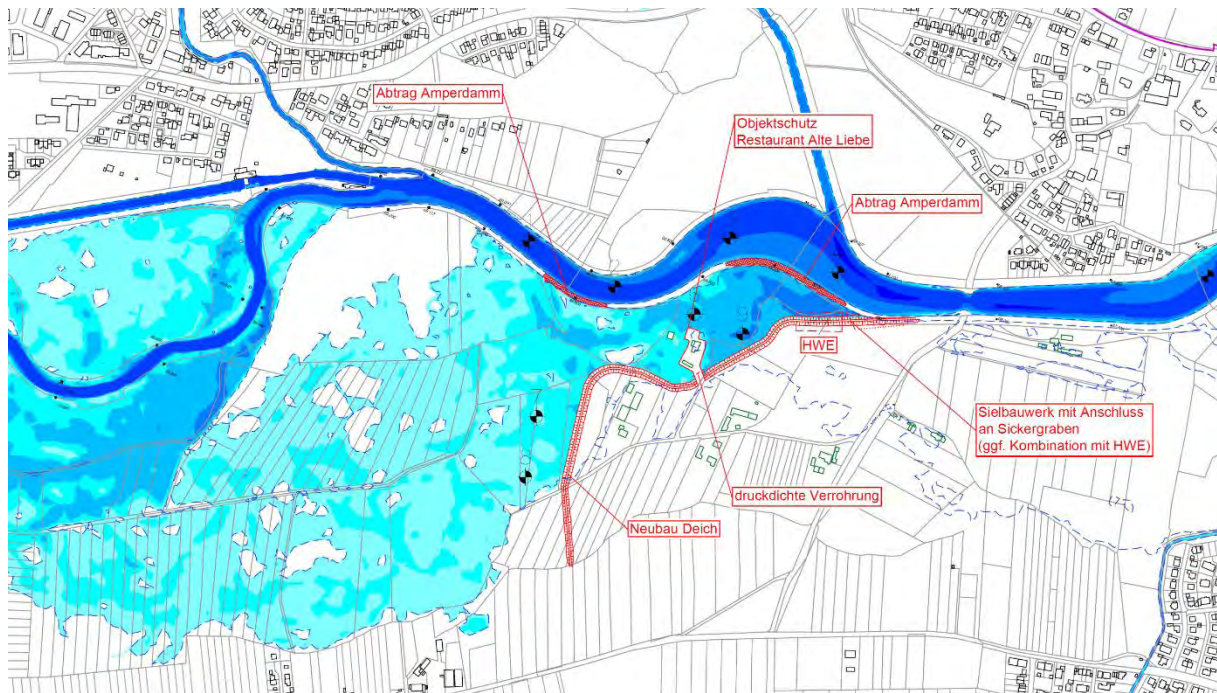 Abtrag Amperdamm
Objektschutz
Restaurant Alte Liebe
Abtrag Amperdamm
HWE
Sielbauwerk mit Anschluss
an Sickergraben
(ggf. Kombination mit HWE)
druckdichte Verrohrung
Neubau Deich